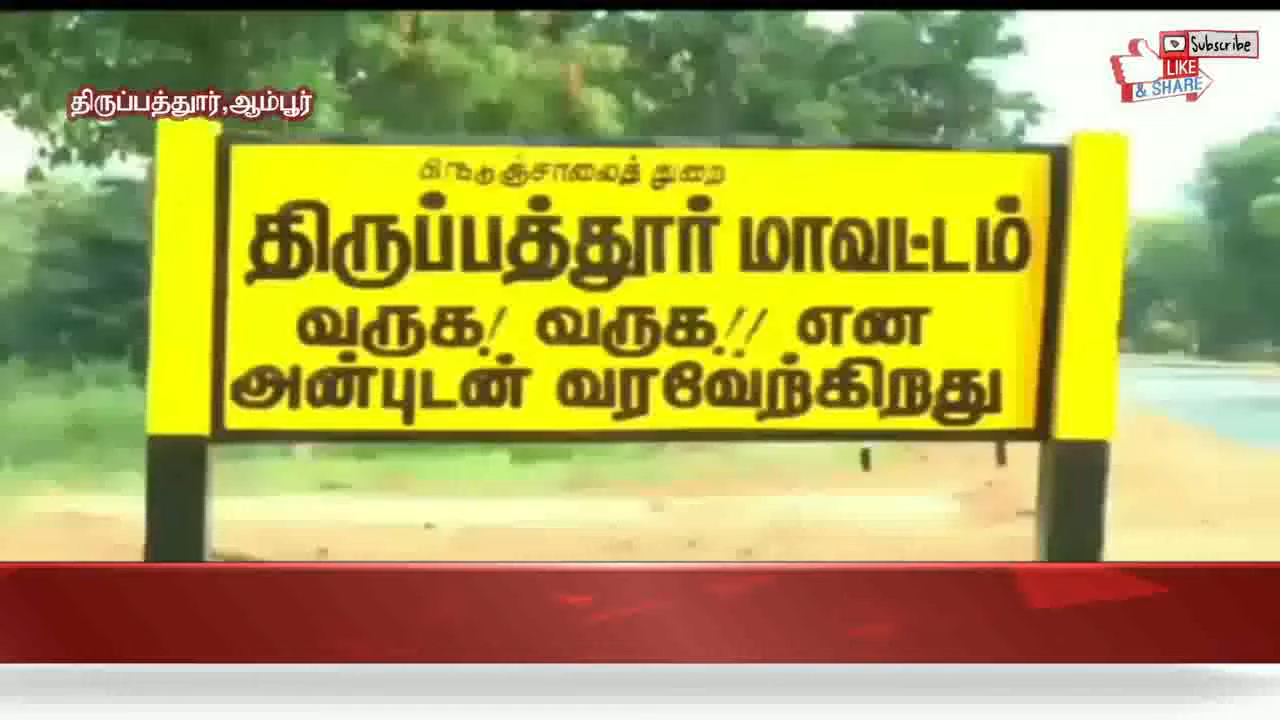 திருப்பத்தூர்,ஆம்பூர்
Subscribe
LIKE
& SHARE
துறை
திருப்பத்தூர் மாவட்டம்
வருக! வருக!! என
அன்புடன் வரவேற்கிறது